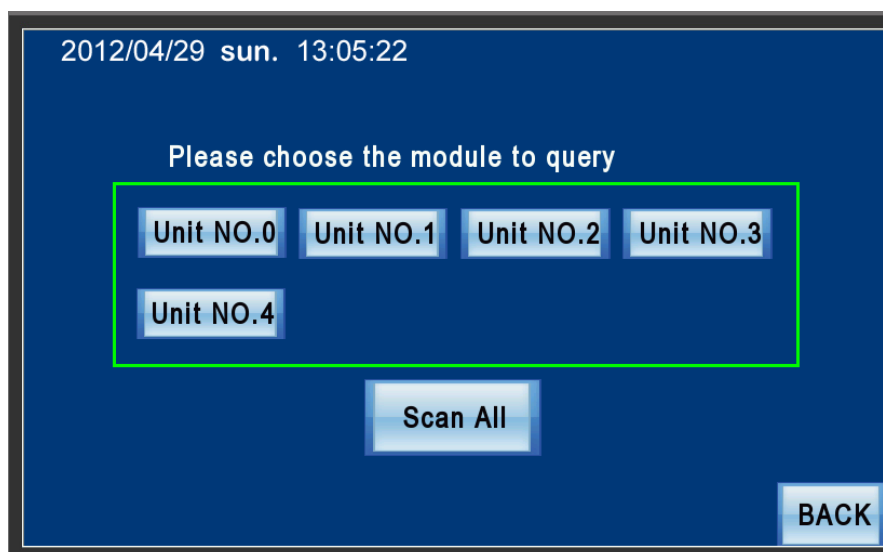 2012/04/29 sun. 13:05:22
Please choose the module to query
Unit NO.0 Unit NO.1 Unit NO.2 Unit NO.3
Unit NO.4
Scan All
BACK